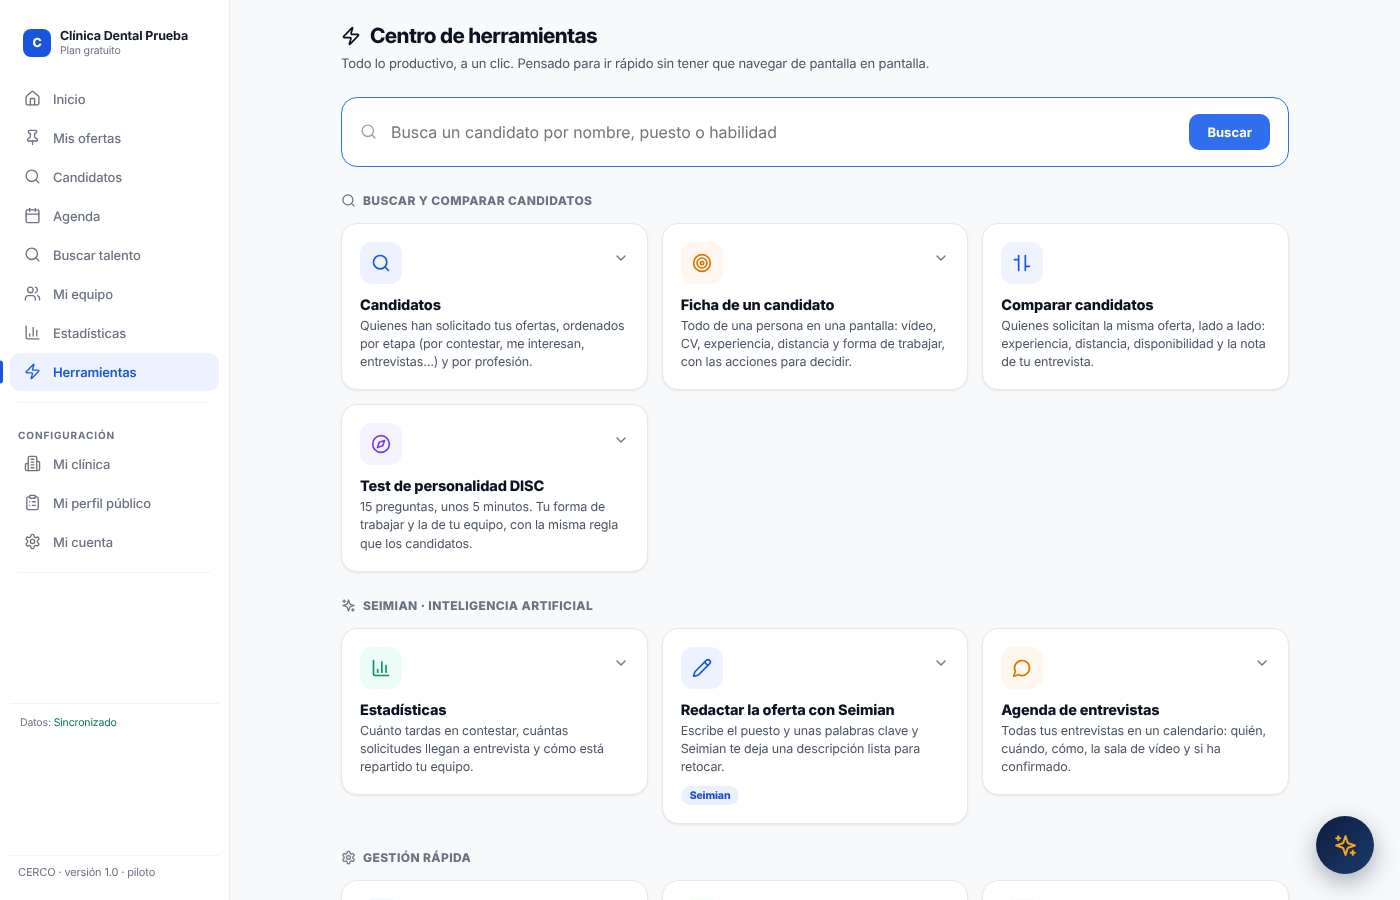 C
Clínica Dental Prueba
Plan gratuito
Inicio
Mis ofertas
Candidatos
Agenda
Buscar talento
Mi equipo
Estadísticas
Herramientas
CONFIGURACIÓN
Mi clínica
Mi perfil público
Mi cuenta
Datos: Sincronizado
CERCO · versión 1.0 · piloto
Centro de herramientas
Todo lo productivo, a un clic. Pensado para ir rápido sin tener que navegar de pantalla en pantalla.
Busca un candidato por nombre, puesto o habilidad
Buscar
BUSCAR Y COMPARAR CANDIDATOS
Candidatos
Quienes han solicitado tus ofertas, ordenados
por etapa (por contestar, me interesan,
entrevistas...) y por profesión.
Ficha de un candidato
Todo de una persona en una pantalla: vídeo,
CV, experiencia, distancia y forma de trabajar,
con las acciones para decidir.
Comparar candidatos
Quienes solicitan la misma oferta, lado a lado:
experiencia, distancia, disponibilidad y la nota
de tu entrevista.
Test de personalidad DISC
15 preguntas, unos 5 minutos. Tu forma de
trabajar y la de tu equipo, con la misma regla
que los candidatos.
SEIMIAN · INTELIGENCIA ARTIFICIAL
Estadísticas
Cuánto tardas en contestar, cuántas
solicitudes llegan a entrevista y cómo está
repartido tu equipo.
Redactar la oferta con Seimian
Escribe el puesto y unas palabras clave y
Seimian te deja una descripción lista para
retocar.
Seimian
Agenda de entrevistas
Todas tus entrevistas en un calendario: quién,
cuándo, cómo, la sala de vídeo y si ha
confirmado.
GESTIÓN RÁPIDA